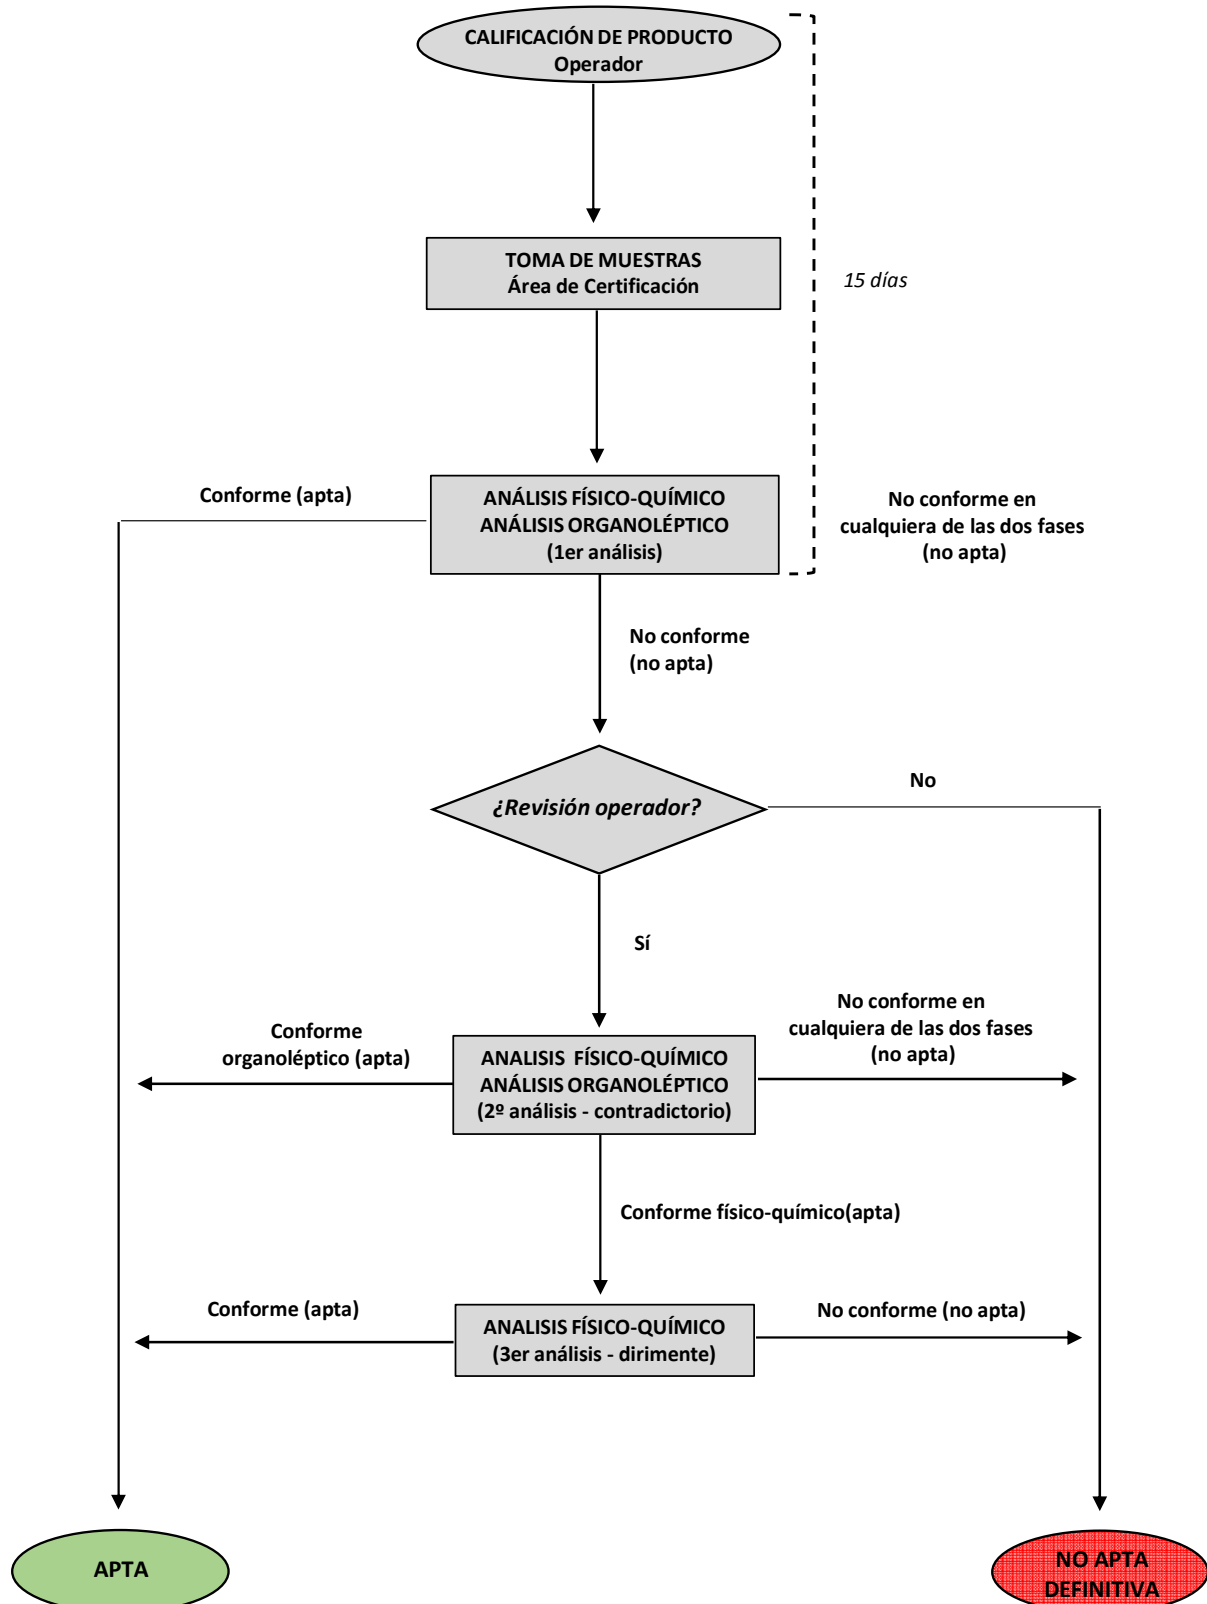 CALIFICACIÓN DE PRODUCTO
Operador
TOMA DE MUESTRAS
Área de Certificación
15 días
Conforme (apta)
ANÁLISIS FÍSICO-QUÍMICO
ANÁLISIS ORGANOLÉPTICO
(1er análisis)
No conforme en
cualquiera de las dos fases
(no apta)
No conforme
(no apta)
¿Revisión operador?
No
Sí
Conforme
organoléptico (apta)
ANALISIS FÍSICO-QUÍMICO
ANÁLISIS ORGANOLÉPTICO
(2º análisis - contradictorio)
No conforme en
cualquiera de las dos fases
(no apta)
Conforme físico-químico(apta)
Conforme (apta)
ANALISIS FÍSICO-QUÍMICO
(3er análisis - dirimente)
No conforme (no apta)
APTA
NO APTA
DEFINITIVA